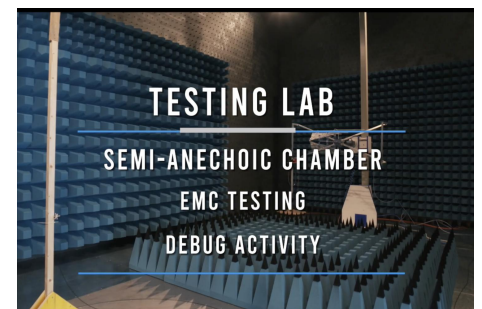 TESTING LAB
SEMI-ANECHOIC CHAMBER
EMC TESTING
DEBUG ACTIVITY